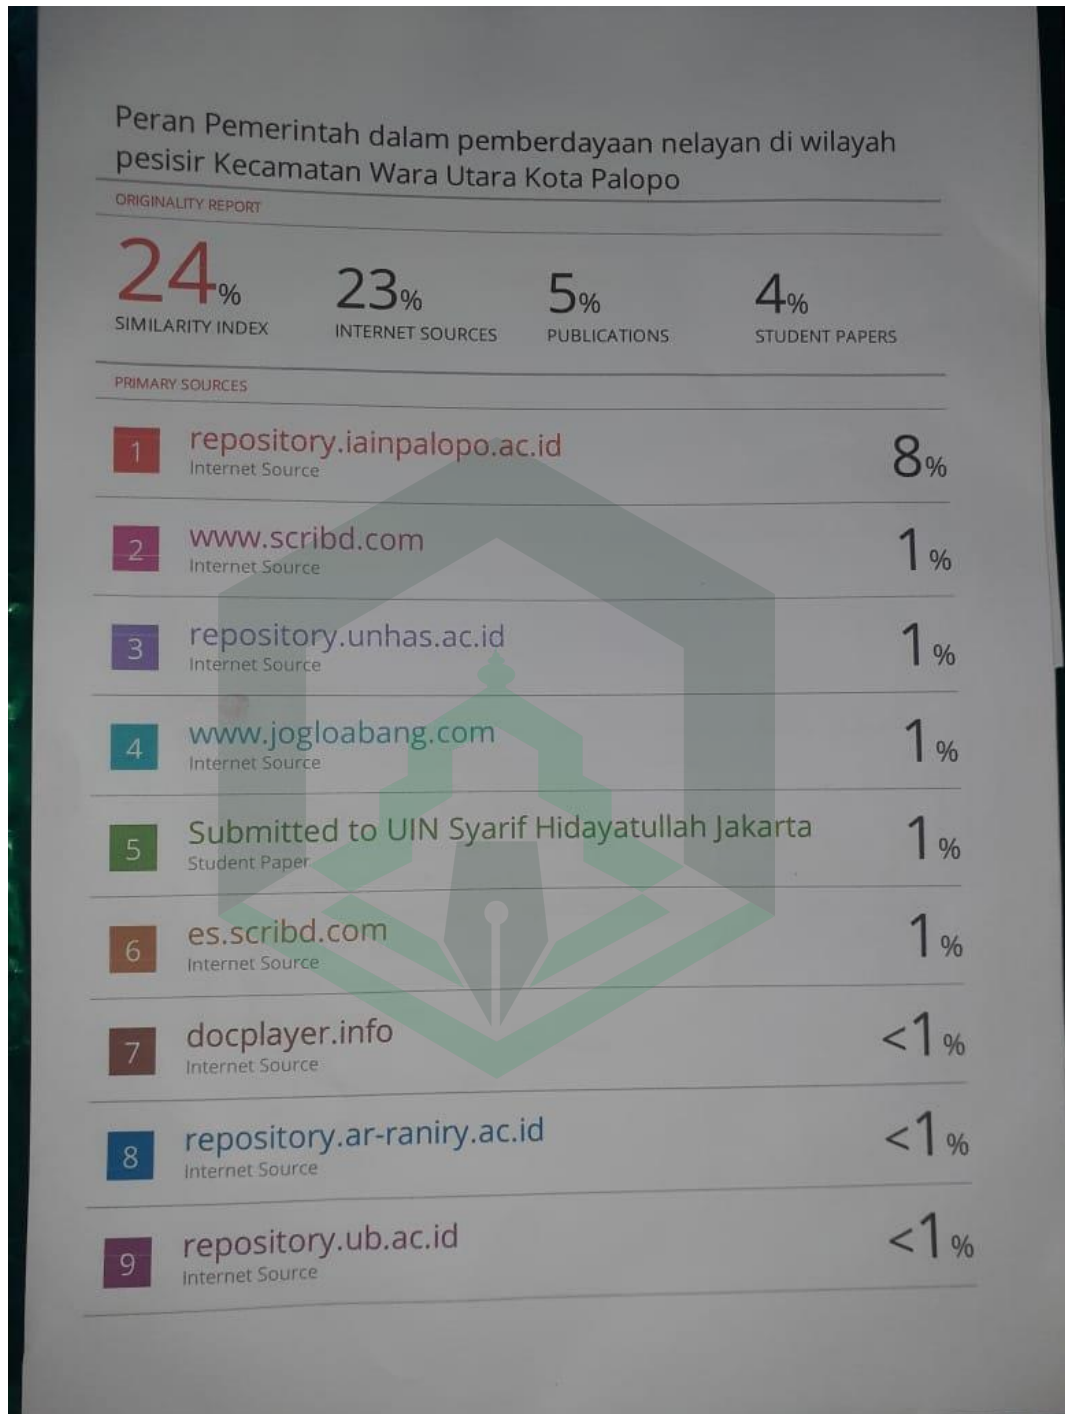 Peran Pemerintah dalam pemberdayaan nelayan di wilayah
pesisir Kecamatan Wara Utara Kota Palopo
ORIGINALITY REPORT
24%
SIMILARITY INDEX
23%
INTERNET SOURCES
5%
PUBLICATIONS
4%
STUDENT PAPERS
PRIMARY SOURCES
1
repository.iainpalopo.ac.id
Internet Source
8%
2
www.scribd.com
Internet Source
1%
3
repository.unhas.ac.id
Internet Source
1%
4
www.jogloabang.com
Internet Source
1%
5
Submitted to UIN Syarif Hidayatullah Jakarta
Student Paper
1%
6
es.scribd.com
Internet Source
1%
7
docplayer.info
Internet Source
<1%
8
repository.ar-raniry.ac.id
Internet Source
<1%
9
repository.ub.ac.id
Internet Source
<1%